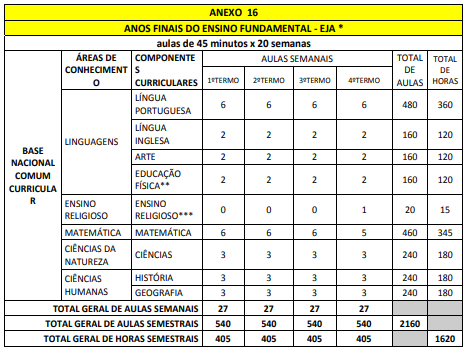 ANEXO 16
ANOS FINAIS DO ENSINO FUNDAMENTAL - EJA *
aulas de 45 minutos x 20 semanas
BASE NACIONAL COMUM CURRICULA R
ÁREAS DE CONHECIMENT O
COMPONENTE S CURRICULARES
AULAS SEMANAIS
TOTAL DE AULAS
TOTAL DE HORAS
1ºTERMO 2ºTERMO 3ºTERMO 4ºTERMO
LINGUAGENS
LÍNGUA PORTUGUESA 6 6 6 6 480 360
LÍNGUA INGLESA 2 2 2 2 160 120
ARTE 2 2 2 2 160 120
EDUCAÇÃO FÍSICA** 2 2 2 2 160 120
ENSINO RELIGIOSO ENSINO RELIGIOSO*** 0 0 0 1 20 15
MATEMÁTICA MATEMÁTICA 6 6 6 5 460 345
CIÊNCIAS DA NATUREZA CIÊNCIAS 3 3 3 3 240 180
CIÊNCIAS HUMANAS
HISTÓRIA 3 3 3 3 240 180
GEOGRAFIA 3 3 3 3 240 180
TOTAL GERAL DE AULAS SEMANAIS 27 27 27 27
TOTAL GERAL DE AULAS SEMESTRAIS 540 540 540 540 2160
TOTAL GERAL DE HORAS SEMESTRAIS 405 405 405 405 1620